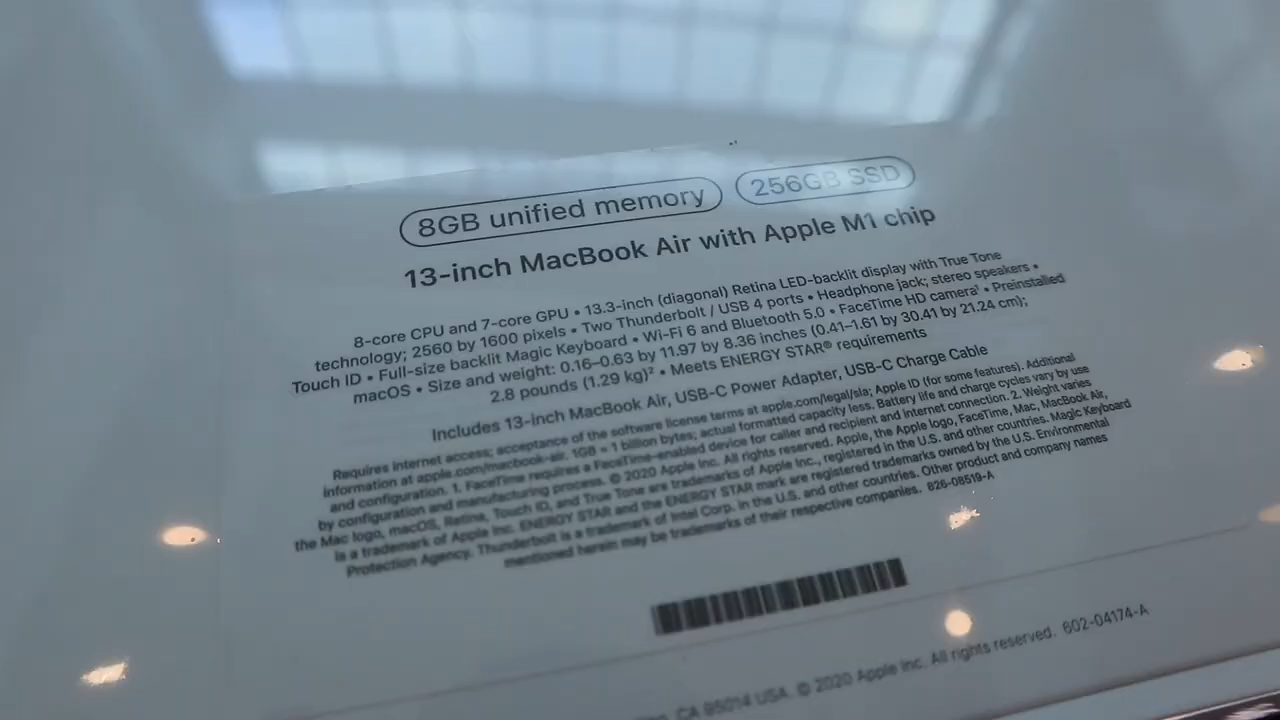 8GB unified memory 256GB SSD
13-inch MacBook Air with Apple M1 chip
8-core CPU and 7-core GPU • 13.3-inch (diagonal) Retina LED-backlit display with True Tone
technology; 2560 by 1600 pixels • Two Thunderbolt / USB 4 ports • Headphone jack; stereo speakers •
Touch ID • Full-size backlit Magic Keyboard • Wi-Fi 6 and Bluetooth 5.0 • FaceTime HD camera¹ • Preinstalled
macOS • Size and weight: 0.16–0.63 by 11.97 by 8.36 inches (0.41–1.61 by 30.41 by 21.24 cm);
2.8 pounds (1.29 kg)² • Meets ENERGY STAR® requirements
Includes 13-inch MacBook Air, USB-C Power Adapter, USB-C Charge Cable
Requires internet access; acceptance of the software license terms at apple.com/legal/sla; Apple ID (for some features). Additional
information at apple.com/macbook-air. 1GB = 1 billion bytes; actual formatted capacity less. Battery life and charge cycles vary by use
and configuration. 1. FaceTime requires a FaceTime-enabled device for caller and recipient and internet connection. 2. Weight varies
by configuration and manufacturing process. © 2020 Apple Inc. All rights reserved. Apple, the Apple logo, FaceTime, Mac, MacBook Air,
the Mac logo, macOS, Retina, Touch ID, and True Tone are trademarks of Apple Inc., registered in the U.S. and other countries. Magic Keyboard
is a trademark of Apple Inc. ENERGY STAR and the ENERGY STAR mark are registered trademarks owned by the U.S. Environmental
Protection Agency. Thunderbolt is a trademark of Intel Corp. in the U.S. and other countries. Other product and company names
mentioned herein may be trademarks of their respective companies. 826-08519-A
CA 95014 USA. © 2020 Apple Inc. All rights reserved. 602-04174-A